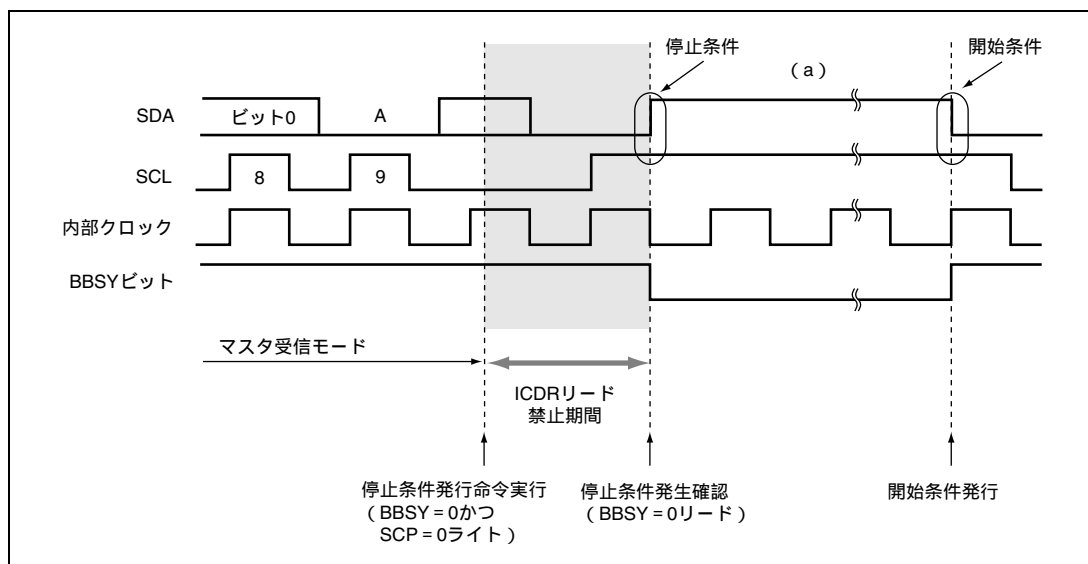 停止条件
（a）
開始条件
SDA
ビット0
A
SCL
8
9
内部クロック
BBSYビット
マスタ受信モード
ICDRリード
禁止期間
停止条件発行命令実行
（BBSY = 0かつ
SCP = 0ライト）
停止条件発生確認
（BBSY = 0リード）
開始条件発行